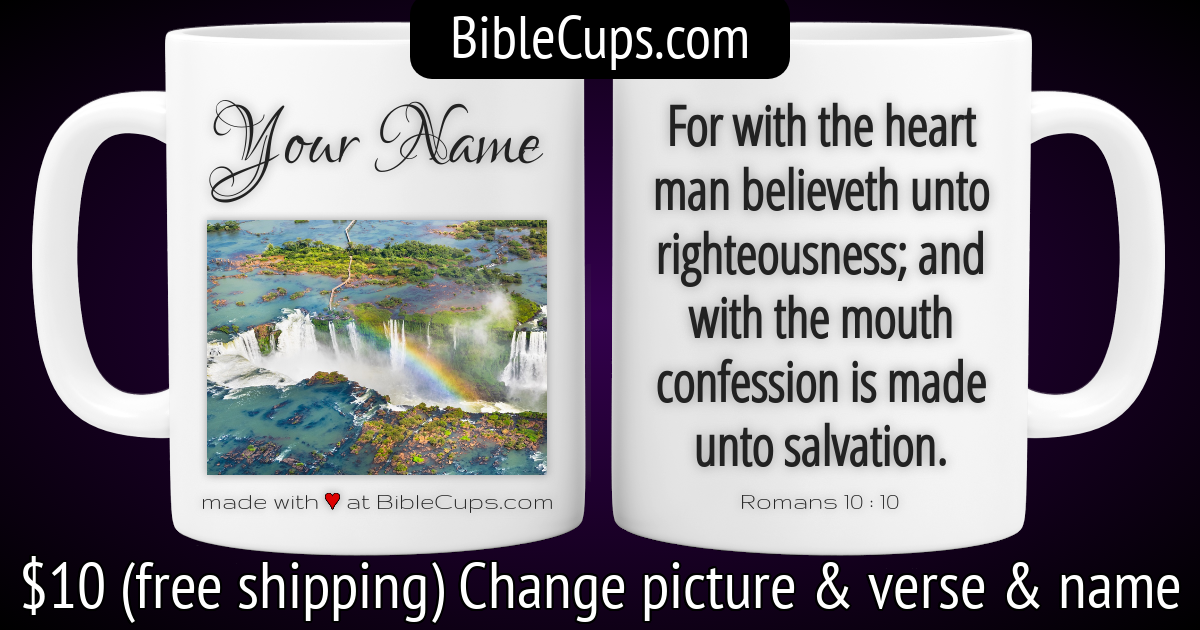 BibleCups.com
Your Name
made with ♥ at BibleCups.com
For with the heart
man believeth unto
righteousness; and
with the mouth
confession is made
unto salvation.
Romans 10 : 10
$10 (free shipping) Change picture & verse & name